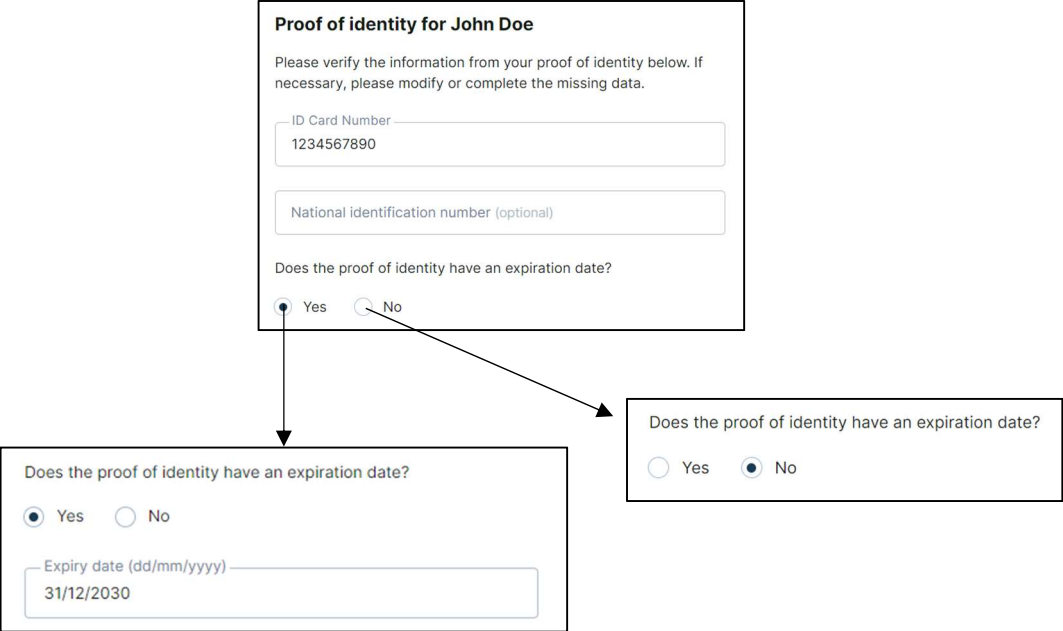 Proof of identity for John Doe
Please verify the information from your proof of identity below. If
necessary, please modify or complete the missing data.
ID Card Number
1234567890
National identification number (optional)
Does the proof of identity have an expiration date?
Yes No
Does the proof of identity have an expiration date?
Yes No
Does the proof of identity have an expiration date?
Yes No
Expiry date (dd/mm/yyyy)
31/12/2030